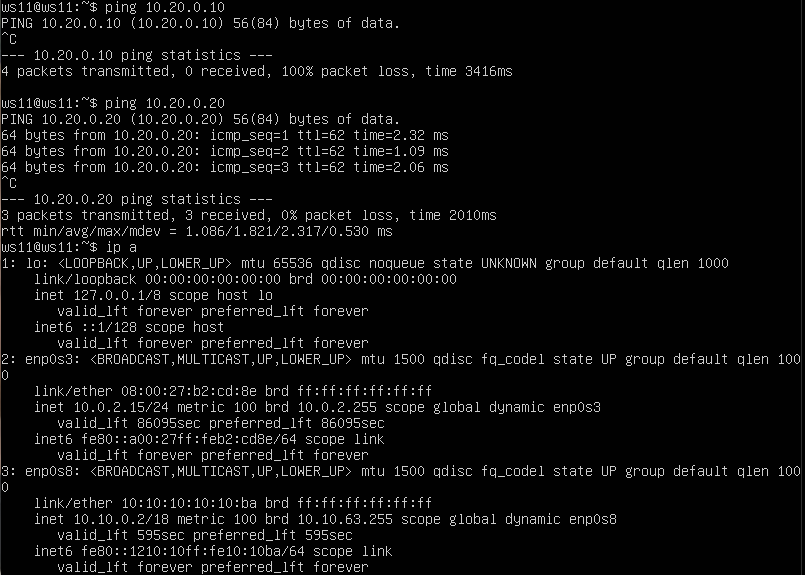 ws11@ws11:~$ ping 10.20.0.10
PING 10.20.0.10 (10.20.0.10) 56(84) bytes of data.
^C
--- 10.20.0.10 ping statistics ---
4 packets transmitted, 0 received, 100% packet loss, time 3416ms

ws11@ws11:~$ ping 10.20.0.20
PING 10.20.0.20 (10.20.0.20) 56(84) bytes of data.
64 bytes from 10.20.0.20: icmp_seq=1 ttl=62 time=2.32 ms
64 bytes from 10.20.0.20: icmp_seq=2 ttl=62 time=1.09 ms
64 bytes from 10.20.0.20: icmp_seq=3 ttl=62 time=2.06 ms
^C
--- 10.20.0.20 ping statistics ---
3 packets transmitted, 3 received, 0% packet loss, time 2010ms
rtt min/avg/max/mdev = 1.086/1.821/2.317/0.530 ms
ws11@ws11:~$ ip a
1: lo: <LOOPBACK,UP,LOWER_UP> mtu 65536 qdisc noqueue state UNKNOWN group default qlen 1000
    link/loopback 00:00:00:00:00:00 brd 00:00:00:00:00:00
    inet 127.0.0.1/8 scope host lo
       valid_lft forever preferred_lft forever
    inet6 ::1/128 scope host
       valid_lft forever preferred_lft forever
2: enp0s3: <BROADCAST,MULTICAST,UP,LOWER_UP> mtu 1500 qdisc fq_codel state UP group default qlen 100
0
    link/ether 08:00:27:b2:cd:8e brd ff:ff:ff:ff:ff:ff
    inet 10.0.2.15/24 metric 100 brd 10.0.2.255 scope global dynamic enp0s3
       valid_lft 86095sec preferred_lft 86095sec
    inet6 fe80::a00:27ff:feb2:cd8e/64 scope link
       valid_lft forever preferred_lft forever
3: enp0s8: <BROADCAST,MULTICAST,UP,LOWER_UP> mtu 1500 qdisc fq_codel state UP group default qlen 100
0
    link/ether 10:10:10:10:10:ba brd ff:ff:ff:ff:ff:ff
    inet 10.10.0.2/18 metric 100 brd 10.10.63.255 scope global dynamic enp0s8
       valid_lft 595sec preferred_lft 595sec
    inet6 fe80::1210:10ff:fe10:10ba/64 scope link
       valid_lft forever preferred_lft forever